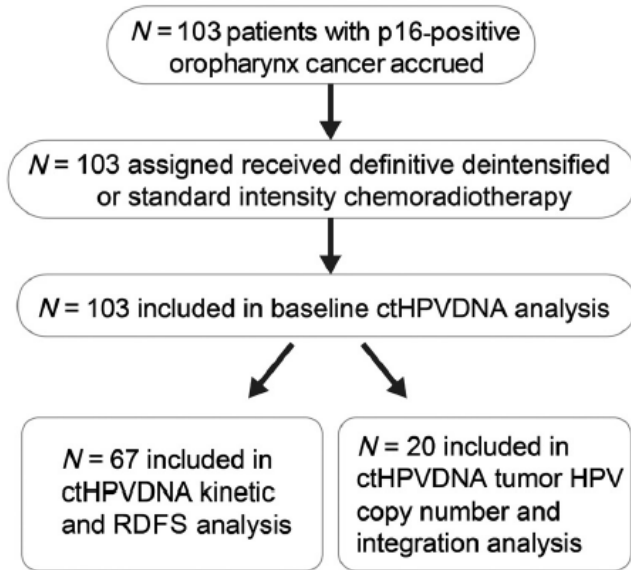 N = 103 patients with p16-positive
oropharynx cancer accrued
N = 103 assigned received definitive deintensified
or standard intensity chemoradiotherapy
N = 103 included in baseline ctHPVDNA analysis
N = 67 included in
ctHPVDNA kinetic
and RDFS analysis
N = 20 included in
ctHPVDNA tumor HPV
copy number and
integration analysis